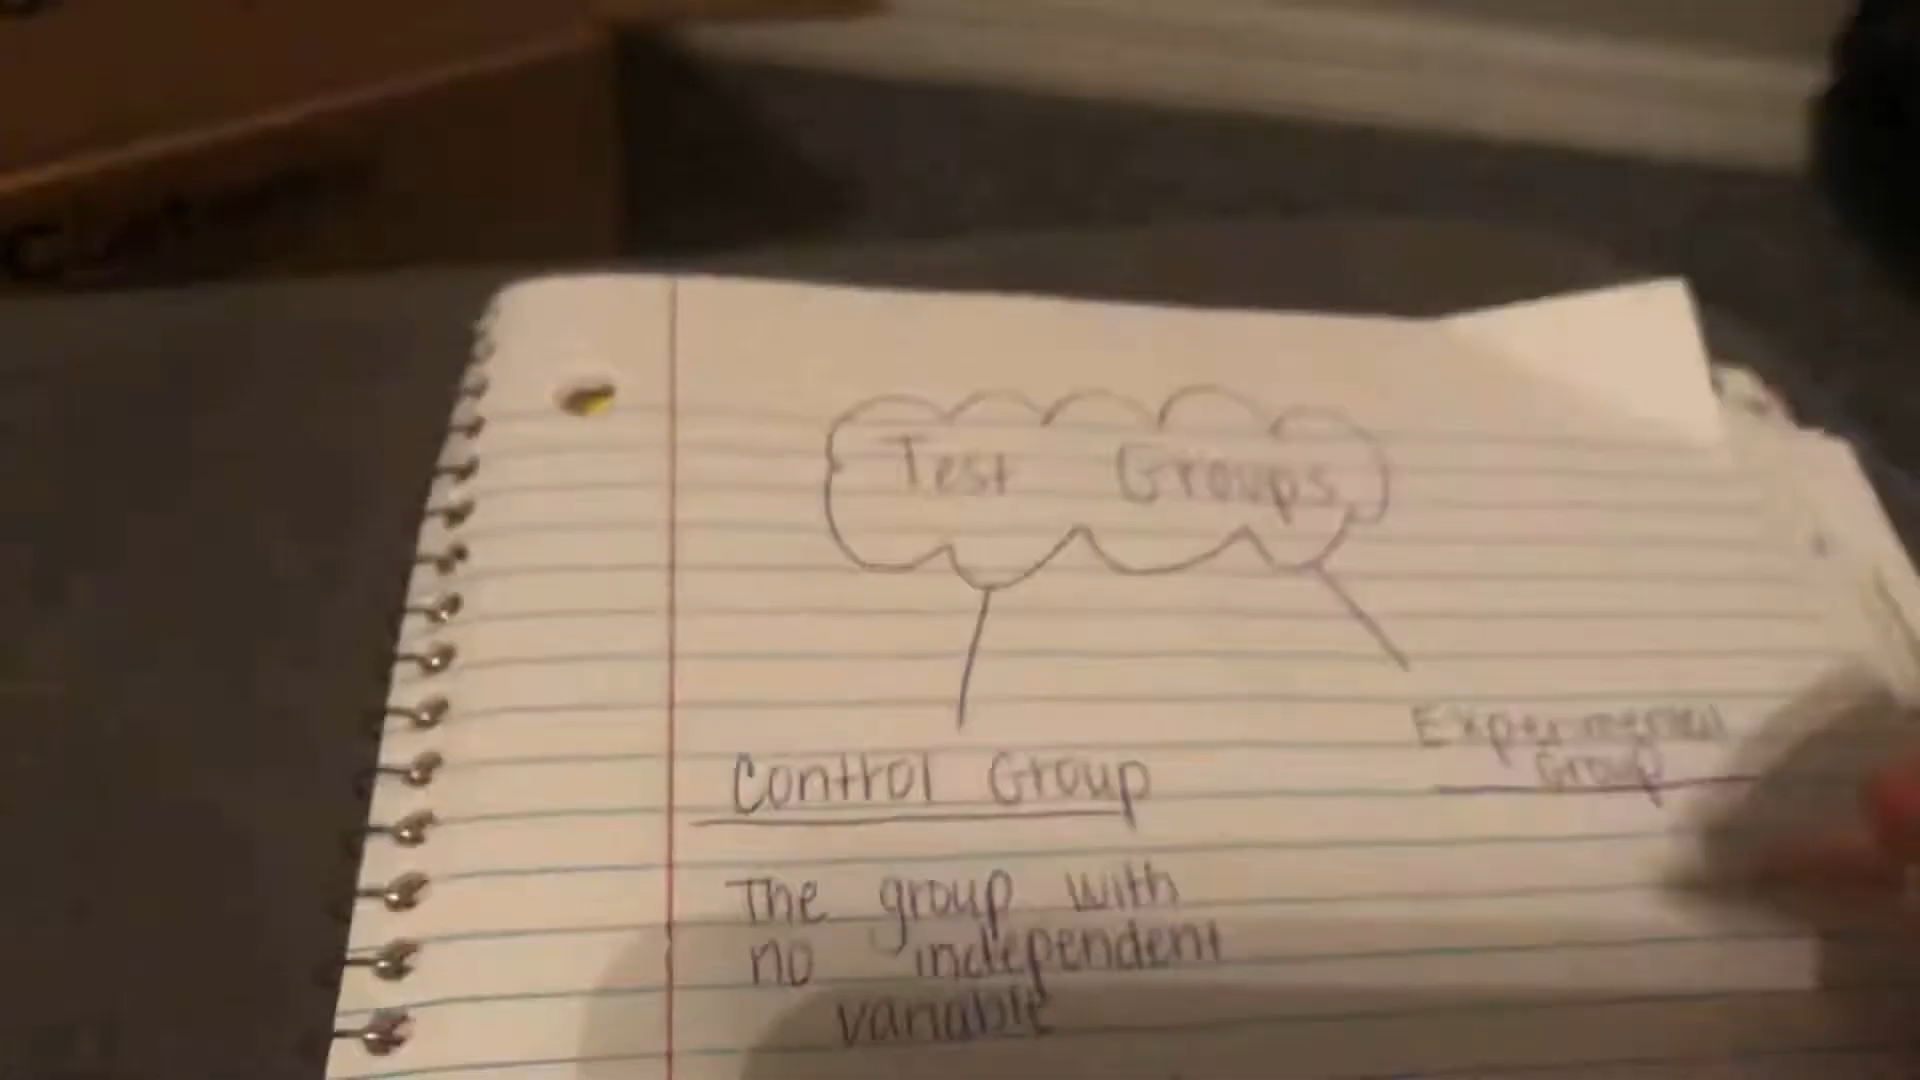 Test Groups
Control Group
Experimental
Group
The group with
no independent
variable